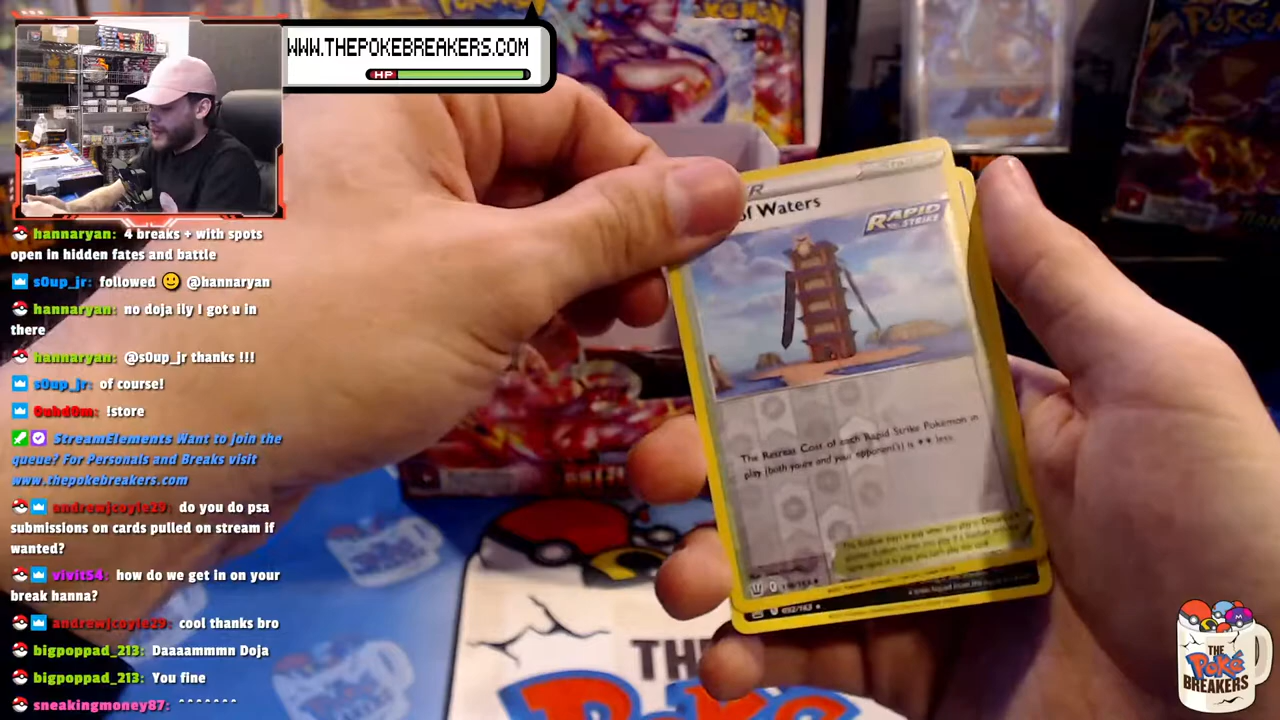 WWW.THEPOKEBREAKERS.COM
HP
hannaryan: 4 breaks + with spots
open in hidden fates and battle
s0up_jr: followed 🙂 @hannaryan
hannaryan: no doja ily I got u in
there
hannaryan: @s0up_jr thanks !!!
s0up_jr: of course!
0uhd0m: !store
StreamElements Want to join the
queue? For Personals and Breaks visit
www.thepokebreakers.com
andrewjcoyle29: do you do psa
submissions on cards pulled on stream if
wanted?
vivit54: how do we get in on your
break hanna?
andrewjcoyle29: cool thanks bro
bigpoppad_213: Daaaammmn Doja
bigpoppad_213: You fine
sneakingmoney87: ^^^^^^^
of Waters
RAPID
STRIKE
The Retreat Cost of each Rapid Strike Pokémon in
play (both yours and your opponent's) is ** less.
092/163
THE
Poké
THE
Poké
BREAKERS